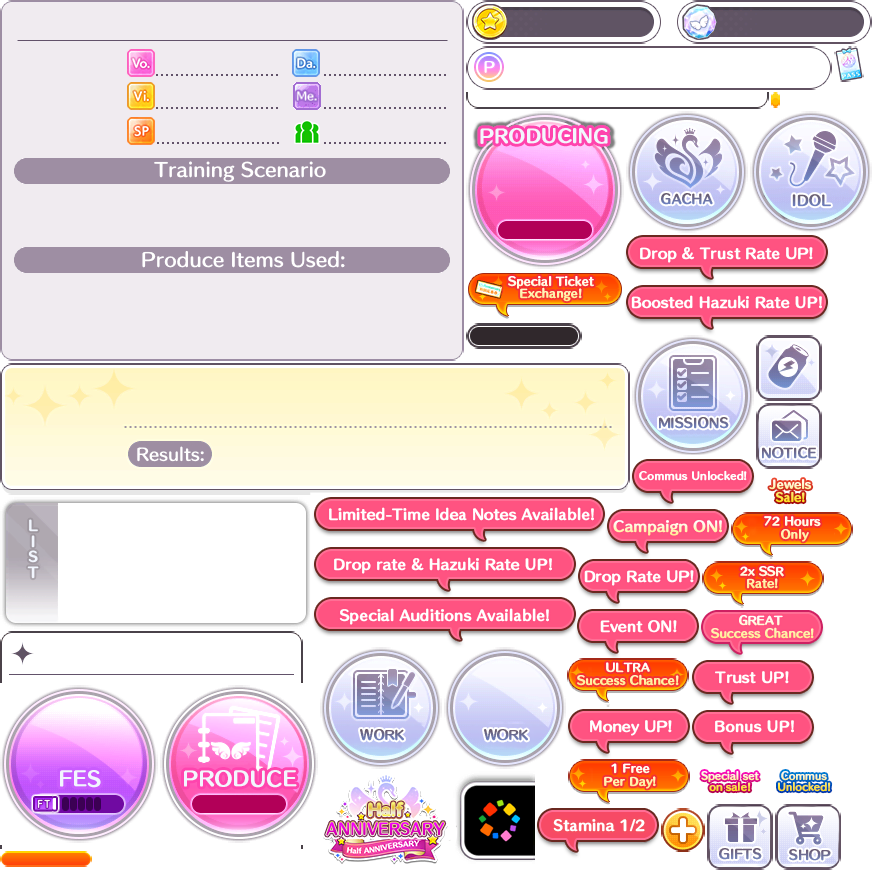 Vo.
Da.
Vi.
Me.
SP
Training Scenario
Produce Items Used:
Results:
P
PASS
PRODUCING
GACHA
IDOL
Drop & Trust Rate UP!
Special Ticket
Exchange!
Boosted Hazuki Rate UP!
MISSIONS
NOTICE
Commus Unlocked!
Jewels
Sale!
LIST
Limited-Time Idea Notes Available!
Campaign ON!
72 Hours
Only
Drop rate & Hazuki Rate UP!
Drop Rate UP!
2x SSR
Rate!
Special Auditions Available!
Event ON!
GREAT
Success Chance!
ULTRA
Success Chance!
Trust UP!
WORK
WORK
Money UP!
Bonus UP!
FES
FT
PRODUCE
1 Free
Per Day!
Special set
on sale!
Commus
Unlocked!
Half
ANNIVERSARY
Half ANNIVERSARY
Stamina 1/2
GIFTS
SHOP